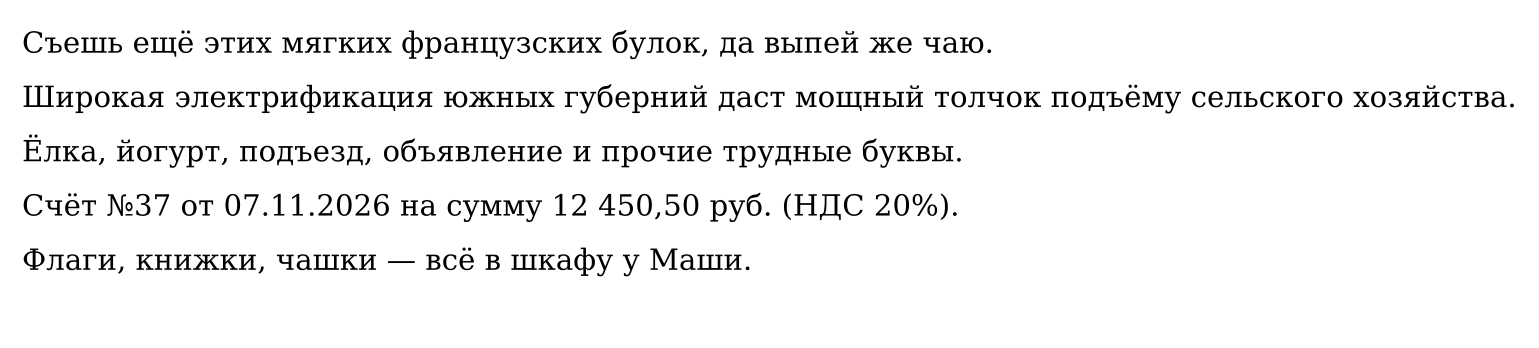 Съешь ещё этих мягких французских булок, да выпей же чаю.
Широкая электрификация южных губерний даст мощный толчок подъёму сельского хозяйства.
Ёлка, йогурт, подъезд, объявление и прочие трудные буквы.
Счёт №37 от 07.11.2026 на сумму 12 450,50 руб. (НДС 20%).
Флаги, книжки, чашки — всё в шкафу у Маши.